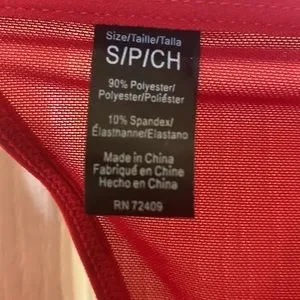 Size/Taille/Talla
S/P/CH
90% Polyester/
Polyester/Poliéster
10% Spandex/
Élasthanne/Elastano
Made in China
Fabriqué en Chine
Hecho en China
RN 72409